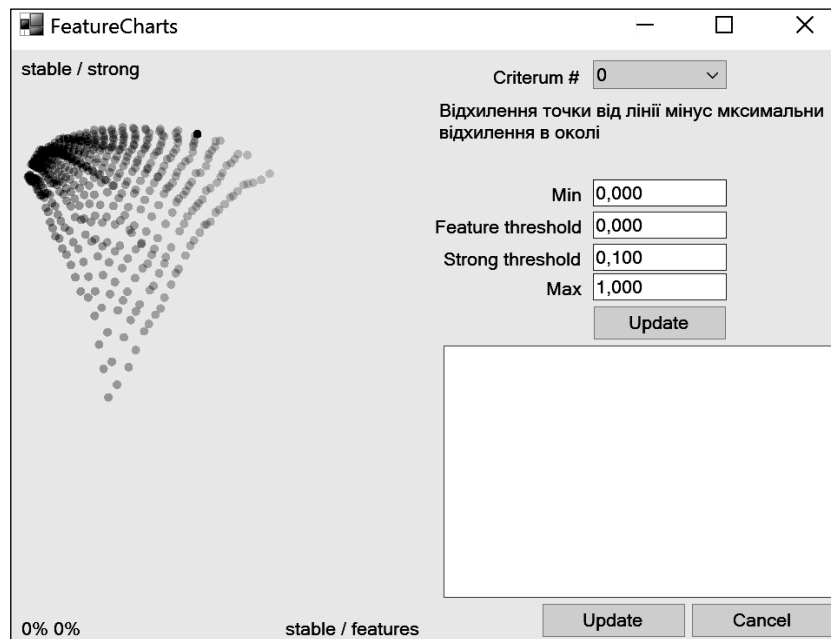 FeatureCharts
stable / strong
Criterum # 0
Відхилення точки від лінії мінус мксимальни
відхилення в околі
Min 0,000
Feature threshold 0,000
Strong threshold 0,100
Max 1,000
Update
0% 0%
stable / features
Update
Cancel